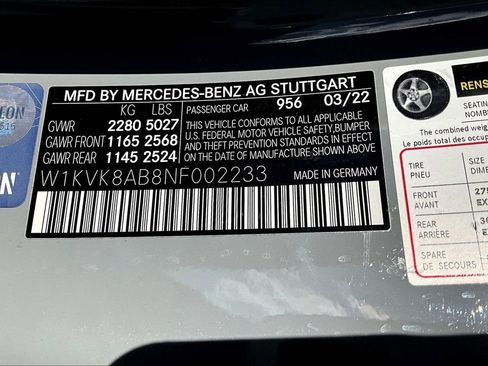 MFD BY MERCEDES-BENZ AG STUTTGART
KG LBS
PASSENGER CAR 956 03/22
GVWR 2280 5027
GAWR FRONT 1165 2568
GAWR REAR 1145 2524
THIS VEHICLE CONFORMS TO ALL APPLICABLE
U.S. FEDERAL MOTOR VEHICLE SAFETY,BUMPER
AND THEFT PREVENTION STANDARDS IN EFFECT
ON THE DATE OF MANUFACTURE SHOWN ABOVE.
W1KVK8AB8NF002233
MADE IN GERMANY
SEATING
The combined weig
Le poids total des occu
TIRE
PNEU
FRONT
AVANT
REAR
ARRIÈRE
SPARE
DE SECOURS